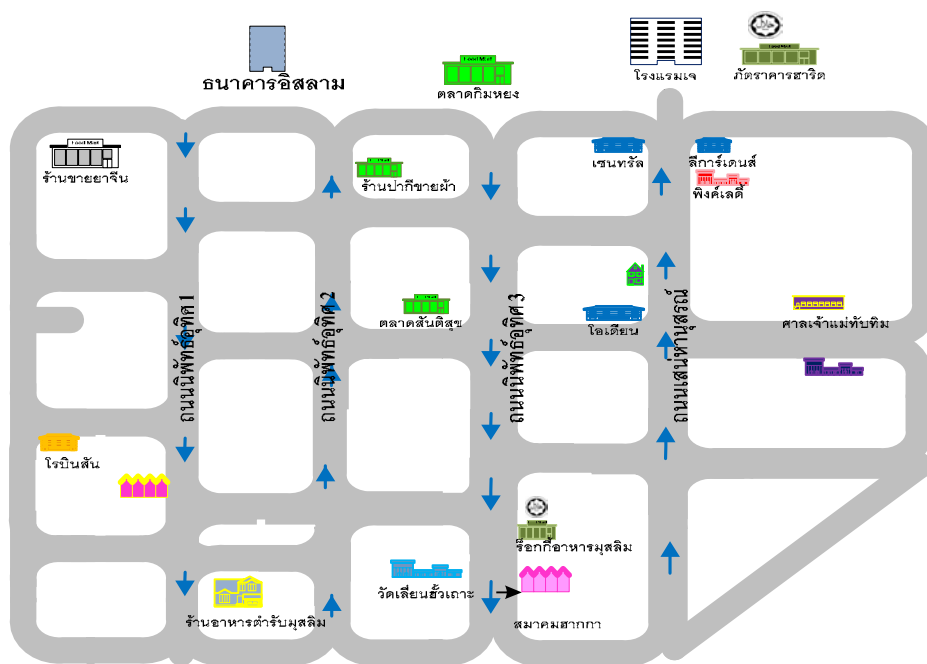 ธนาคารอิสลาม
ตลาดกิมหยง
โรงแรมเจ
ภัตราคารฮาริด
Food Mart
ร้านขายยาจีน
ร้านปากีขายผ้า
เซนทรัล
ลีการ์เดนส์
พิงค์เลดี้
ถนนนิพัทธ์อุทิศ 1
ถนนนิพัทธ์อุทิศ 2
ตลาดสันติสุข
ถนนนิพัทธ์อุทิศ 3
โอเดียน
ถนนเสน่หานุสรณ์
ศาลเจ้าแม่ทับทิม
โรบินสัน
ร๊อกกี้อาหารมุสลิม
ร้านอาหารตำรับมุสลิม
วัดเลี่ยนฮั้วเถาะ
สมาคมฮากกา